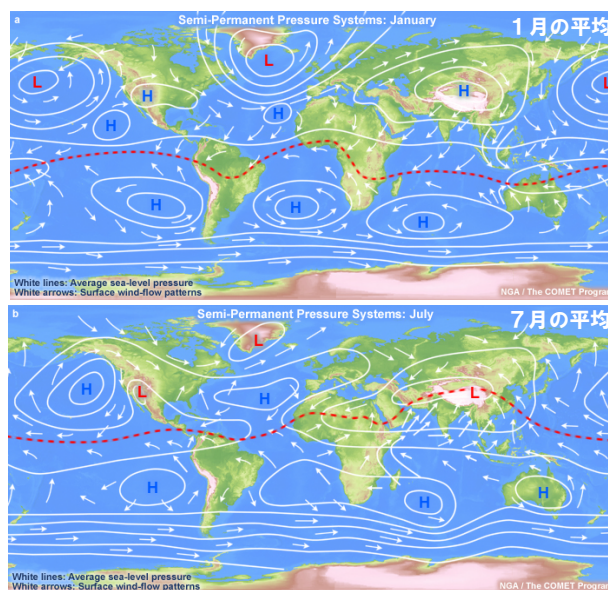 a
Semi-Permanent Pressure Systems: January
1月の平均
L
L
L
H
H
H
H
H
H
H
White lines: Average sea-level pressure
White arrows: Surface wind-flow patterns
NGA / The COMET Program
b
Semi-Permanent Pressure Systems: July
7月の平均
L
H
L
H
L
H
H
H
White lines: Average sea-level pressure
White arrows: Surface wind-flow patterns
NGA / The COMET Program